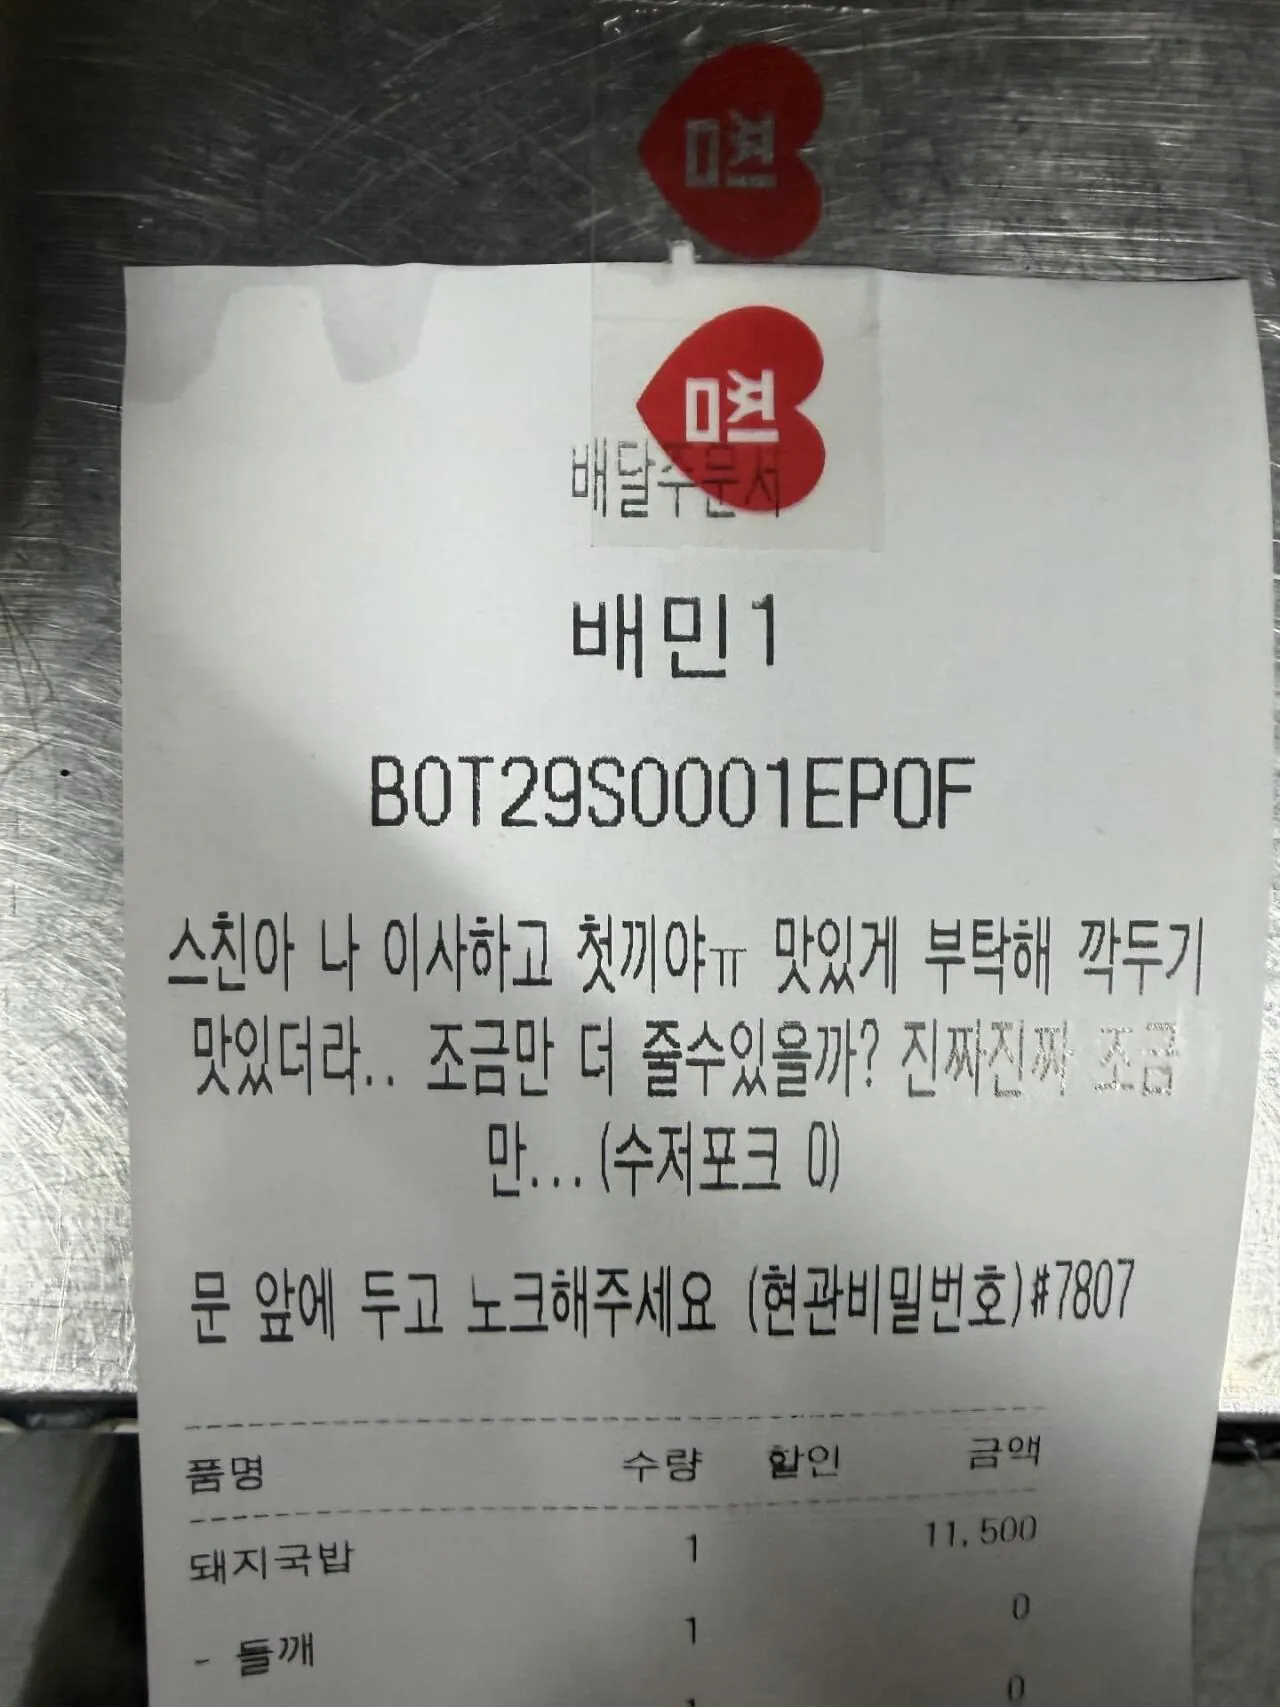 찜
찜
배달주문서
배민1
B0T29S0001EP0F
스친아 나 이사하고 첫끼야ㅠ 맛있게 부탁해 깍두기
맛있더라.. 조금만 더 줄수있을까? 진짜진짜 조금
만...(수저포크 0)
문 앞에 두고 노크해주세요 (현관비밀번호)#7807
품명 수량 할인 금액
돼지국밥 1 11,500
- 들깨 1 0
0